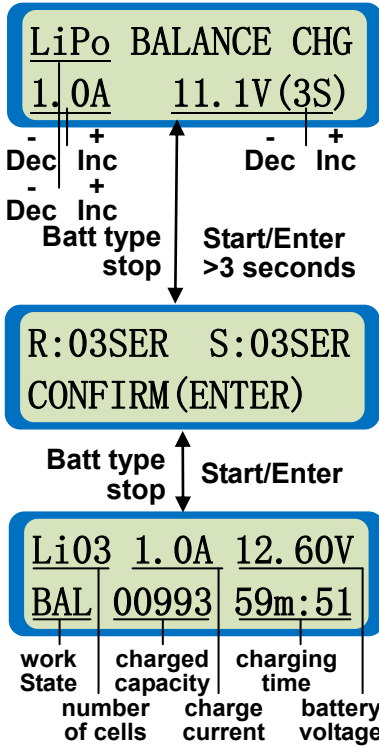 LiPo BALANCE CHG
1.0A 11.1V(3S)
- + - +
Dec Inc Dec Inc
- +
Dec Inc
Batt type Start/Enter
stop >3 seconds
R:03SER S:03SER
CONFIRM(ENTER)
Batt type Start/Enter
stop
Li03 1.0A 12.60V
BAL 00993 59m:51
work charged charging
State capacity time
number charge battery
of cells current voltage